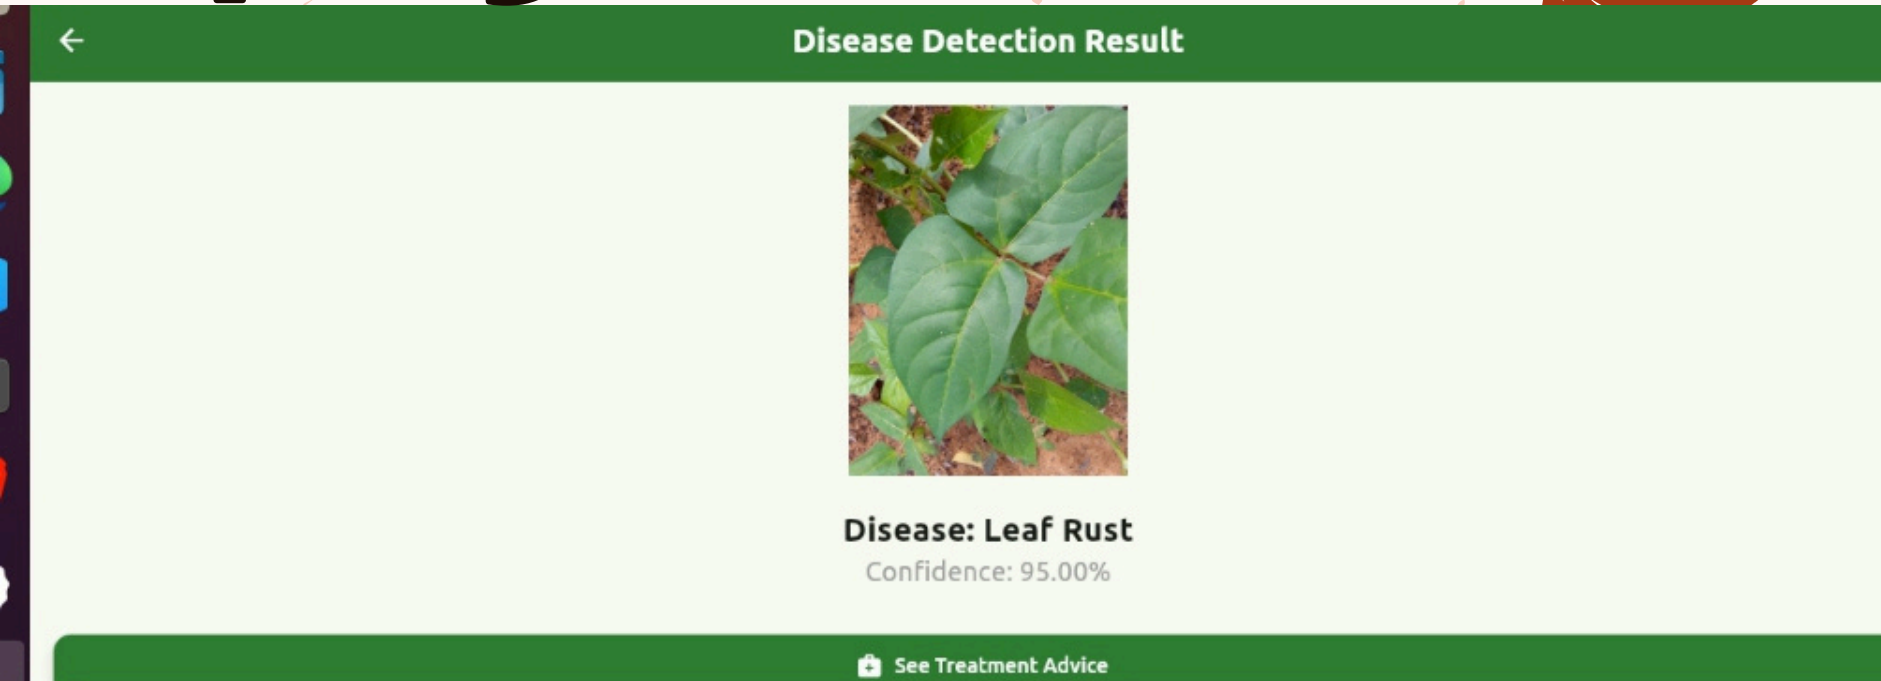 Disease Detection Result
Disease: Leaf Rust
Confidence: 95.00%
See Treatment Advice